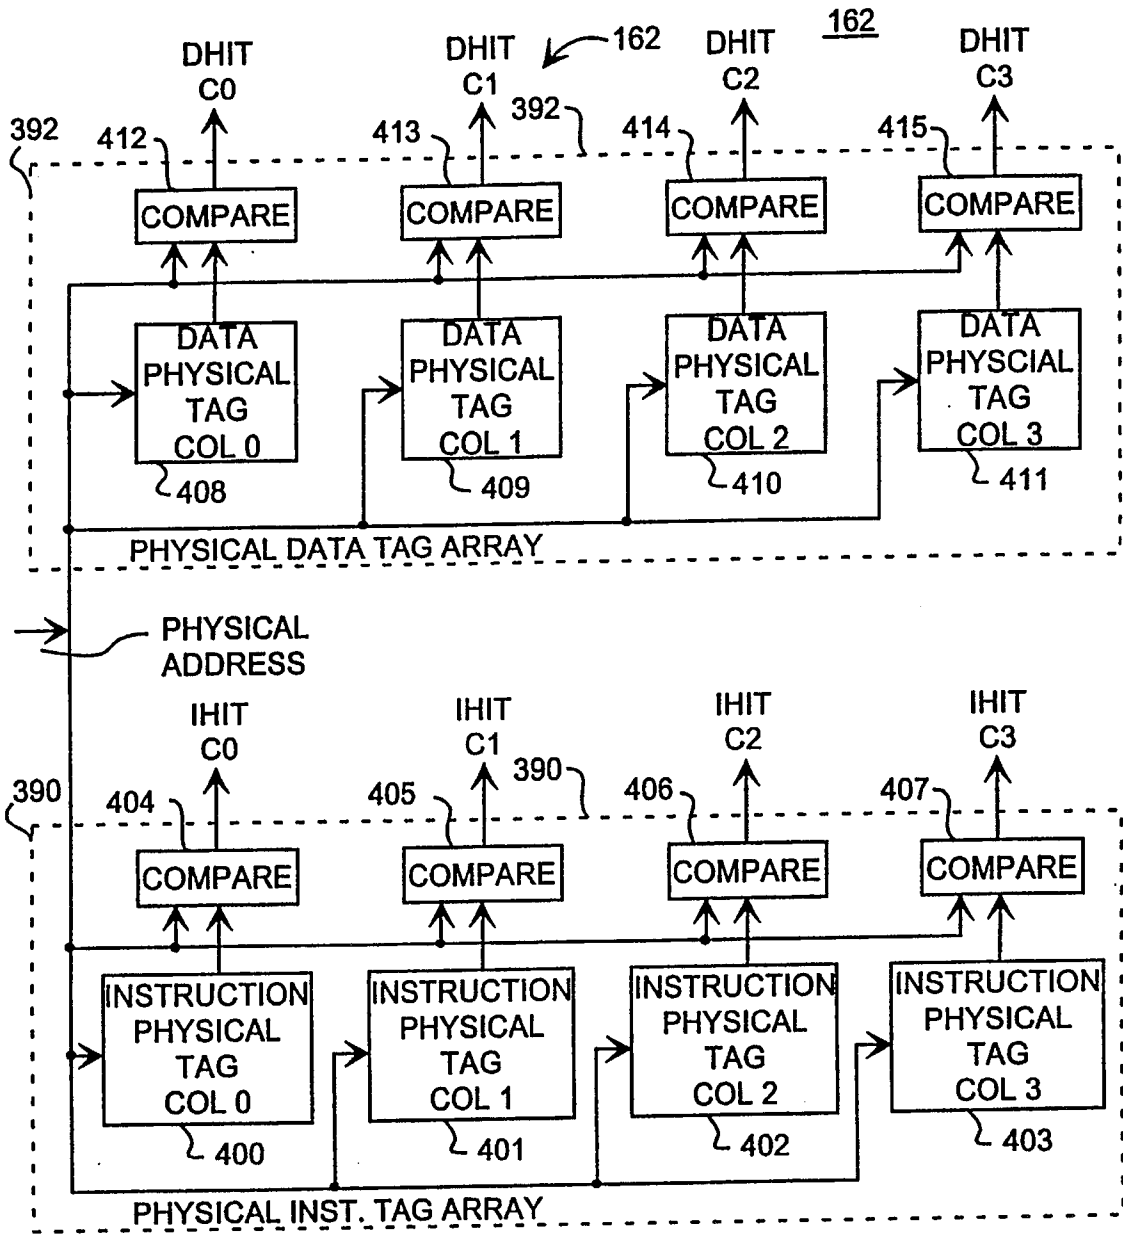 162
DHIT
C0
DHIT
C1
162
DHIT
C2
DHIT
C3
392
412
413
392
414
415
COMPARE
COMPARE
COMPARE
COMPARE
DATA
PHYSICAL
TAG
COL 0
DATA
PHYSICAL
TAG
COL 1
DATA
PHYSICAL
TAG
COL 2
DATA
PHYSCIAL
TAG
COL 3
408
409
410
411
PHYSICAL DATA TAG ARRAY
PHYSICAL
ADDRESS
IHIT
C0
IHIT
C1
IHIT
C2
IHIT
C3
390
404
405
390
406
407
COMPARE
COMPARE
COMPARE
COMPARE
INSTRUCTION
PHYSICAL
TAG
COL 0
INSTRUCTION
PHYSICAL
TAG
COL 1
INSTRUCTION
PHYSICAL
TAG
COL 2
INSTRUCTION
PHYSICAL
TAG
COL 3
400
401
402
403
PHYSICAL INST. TAG ARRAY